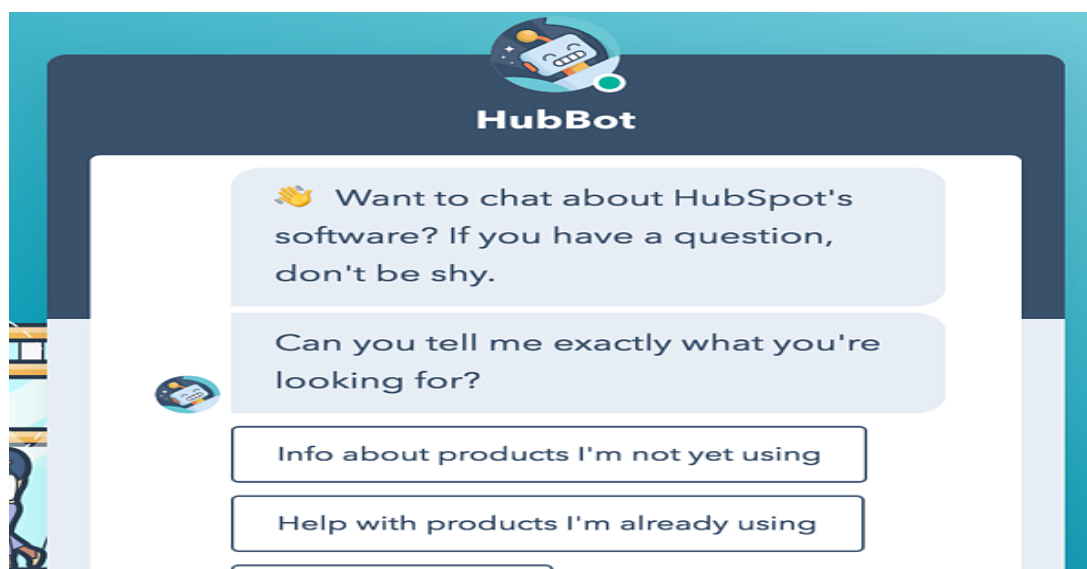 HubBot
👋 Want to chat about HubSpot's
software? If you have a question,
don't be shy.
Can you tell me exactly what you're
looking for?
Info about products I'm not yet using
Help with products I'm already using